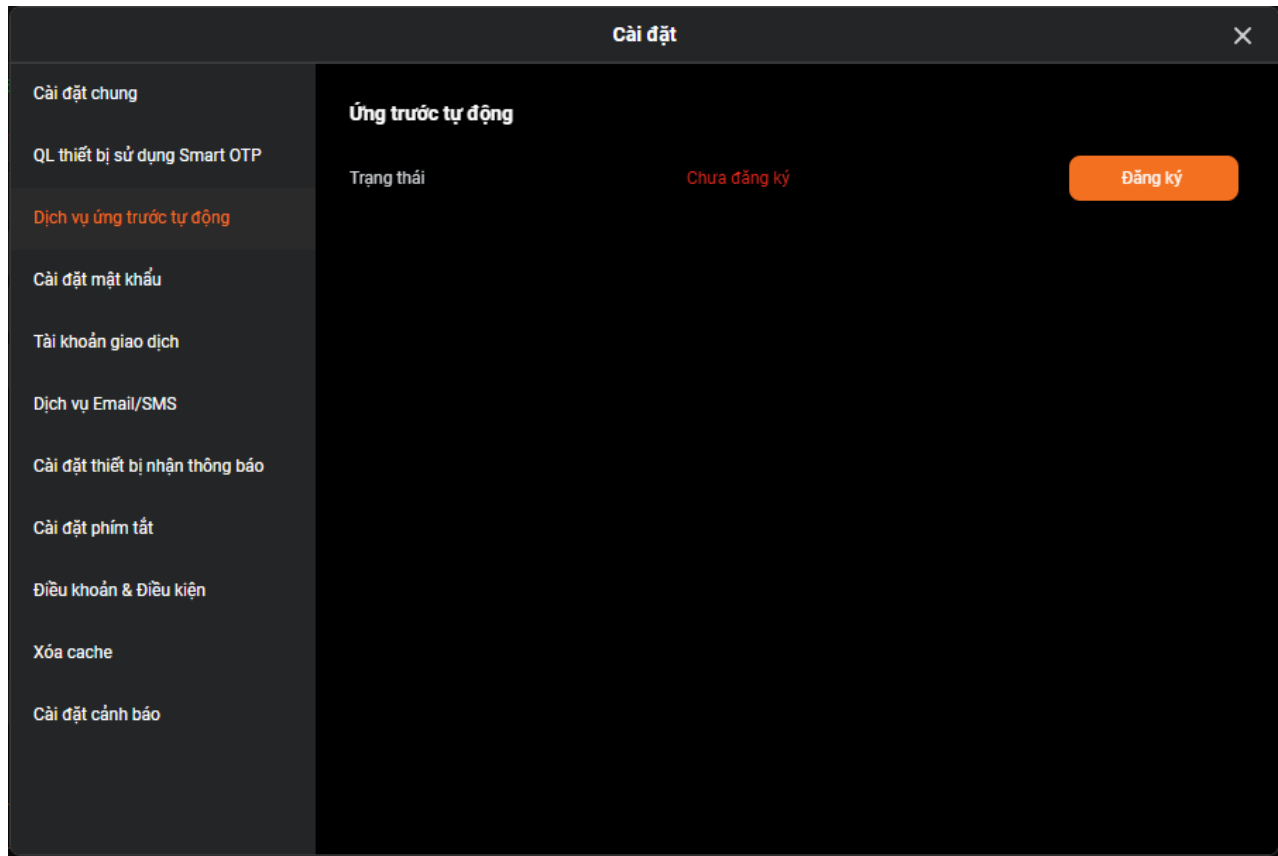 Cài đặt
Cài đặt chung
QL thiết bị sử dụng Smart OTP
Dịch vụ ứng trước tự động
Cài đặt mật khẩu
Tài khoản giao dịch
Dịch vụ Email/SMS
Cài đặt thiết bị nhận thông báo
Cài đặt phím tắt
Điều khoản & Điều kiện
Xóa cache
Cài đặt cảnh báo
Ứng trước tự động
Trạng thái Chưa đăng ký Đăng ký